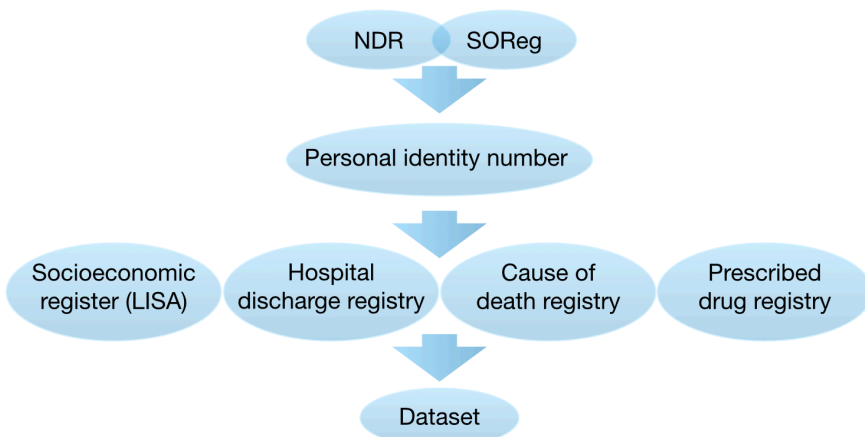 NDR
SOReg
Personal identity number
Socioeconomic
register (LISA)
Hospital
discharge registry
Cause of
death registry
Prescribed
drug registry
Dataset